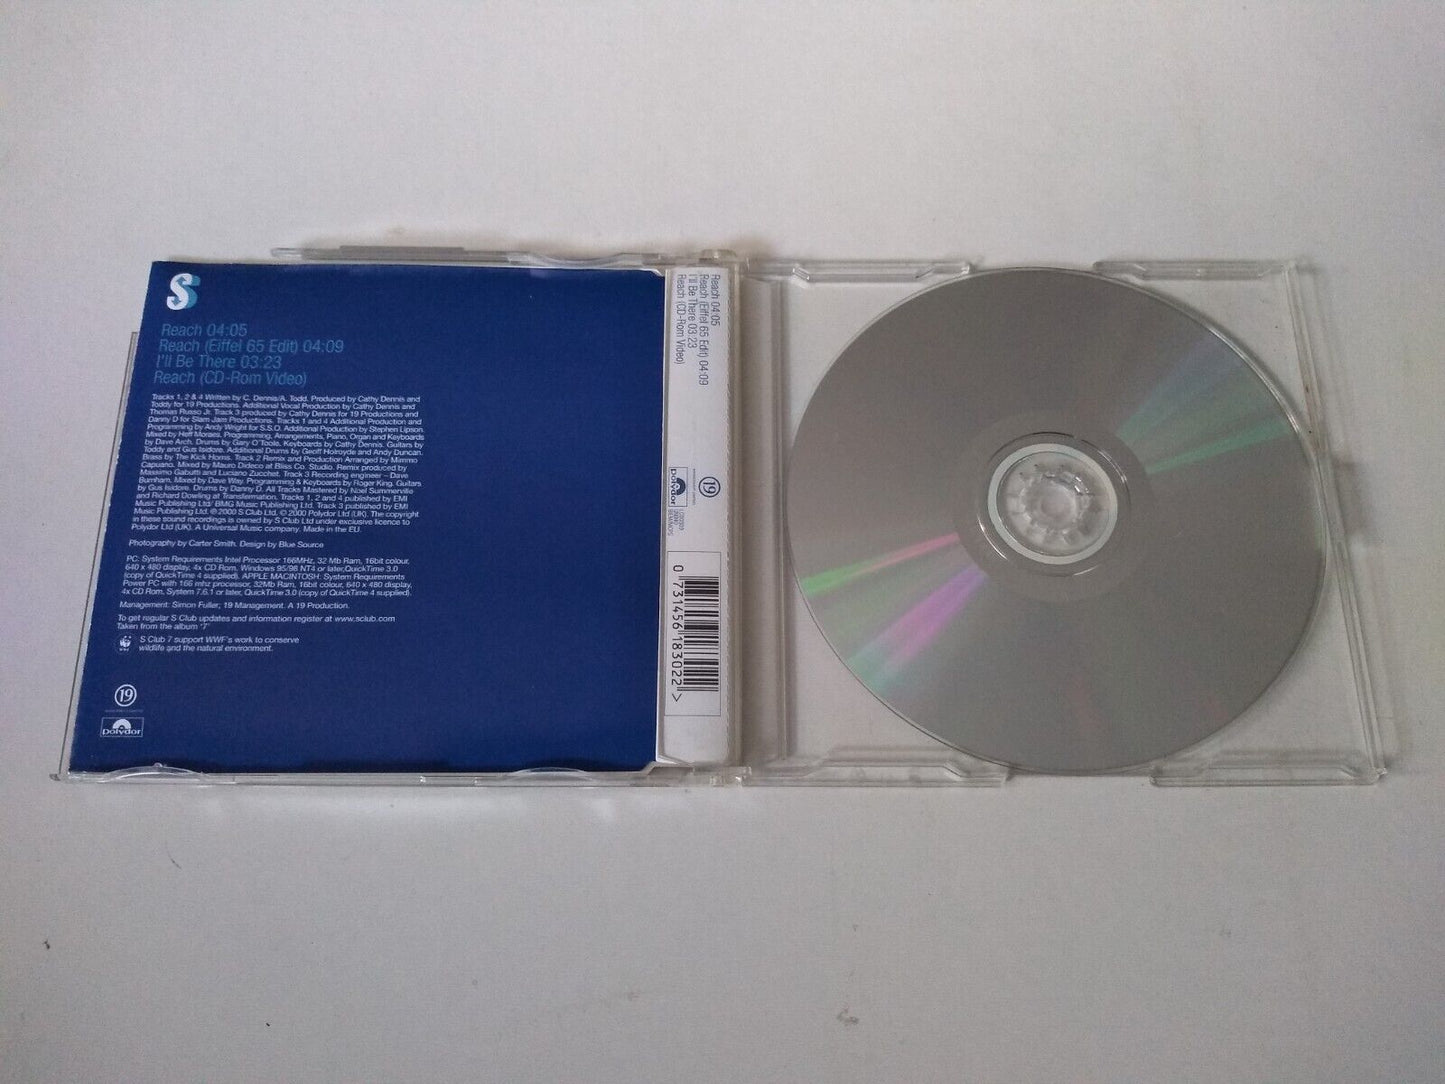 S
Reach 04:05
Reach (Eiffel 65 Edit) 04:09
I'll Be There 03:23
Reach (CD-Rom Video)
Tracks 1, 2 & 4 Written by C. Dennis/A. Todd. Produced by Cathy Dennis and
Toddy for 19 Productions. Additional Vocal Production by Cathy Dennis and
Thomas Russo Jr. Track 3 produced by Cathy Dennis for 19 Productions and
Danny D for Slam Jam Productions. Tracks 1 and 4 Additional Production and
Programming by Andy Wright for S.S.O. Additional Production by Stephen Lipson.
Mixed by Heff Moraes. Programming, Arrangements, Piano, Organ and Keyboards
by Dave Arch. Drums by Gary O'Toole. Keyboards by Cathy Dennis. Guitars by
Toddy and Gus Isidore. Additional Drums by Geoff Holroyde and Andy Duncan.
Brass by The Kick Horns. Track 2 Remix and Production Arranged by Mimmo
Capuano. Mixed by Mauro Dideco at Bliss Co. Studio. Remix produced by
Massimo Gabutti and Luciano Zucchet. Track 3 Recording engineer – Dave
Burnham. Mixed by Dave Way. Programming & Keyboards by Roger King. Guitars
by Gus Isidore. Drums by Danny D. All Tracks Mastered by Noel Summerville
and Richard Dowling at Transformation. Tracks 1, 2 and 4 published by EMI
Music Publishing Ltd/ BMG Music Publishing Ltd. Track 3 published by EMI
Music Publishing Ltd. ℗ 2000 S Club Ltd. © 2000 Polydor Ltd (UK). The copyright
in these sound recordings is owned by S Club Ltd under exclusive licence to
Polydor Ltd (UK). A Universal Music company. Made in the EU.
Photography by Carter Smith. Design by Blue Source
PC: System Requirements Intel Processor 166MHz, 32 Mb Ram, 16bit colour,
640 x 480 display, 4x CD Rom, Windows 95/98 NT4 or later,QuickTime 3.0
(copy of QuickTime 4 supplied). APPLE MACINTOSH: System Requirements
Power PC with 166 mhz processor, 32Mb Ram, 16bit colour, 640 x 480 display,
4x CD Rom, System 7.6.1 or later, QuickTime 3.0 (copy of QuickTime 4 supplied).
Management: Simon Fuller; 19 Management. A 19 Production.
To get regular S Club updates and information register at www.sclub.com
Taken from the album '7'
S Club 7 support WWF's work to conserve
wildlife and the natural environment.
WWF
19
Polydor
Reach 04:05
Reach (Eiffel 65 Edit) 04:09
I'll Be There 03:23
Reach (CD-Rom Video)
19
Polydor
0 731456 183022 >